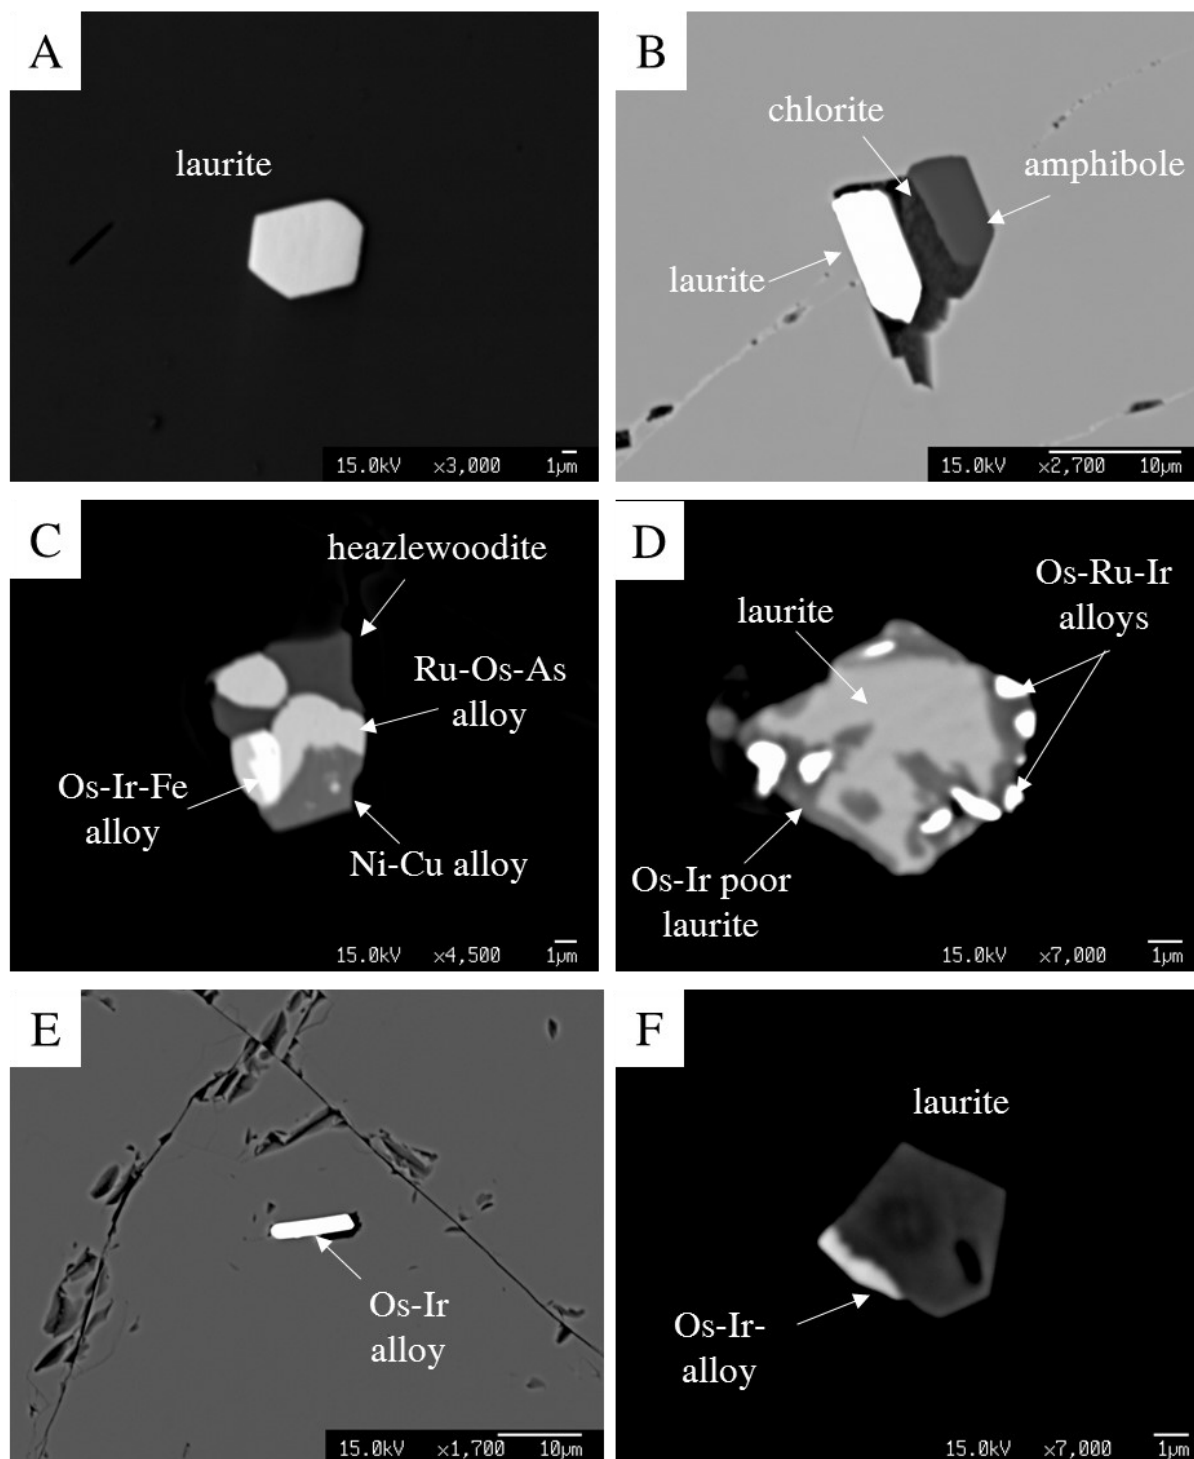 A
laurite
15.0kV ×3,000 1μm
B
chlorite
amphibole
laurite
15.0kV ×2,700 10μm
C
heazlewoodite
Ru-Os-As
alloy
Os-Ir-Fe
alloy
Ni-Cu alloy
15.0kV ×4,500 1μm
D
Os-Ru-Ir
alloys
laurite
Os-Ir poor
laurite
15.0kV ×7,000 1μm
E
Os-Ir
alloy
15.0kV ×1,700 10μm
F
laurite
Os-Ir-
alloy
15.0kV ×7,000 1μm